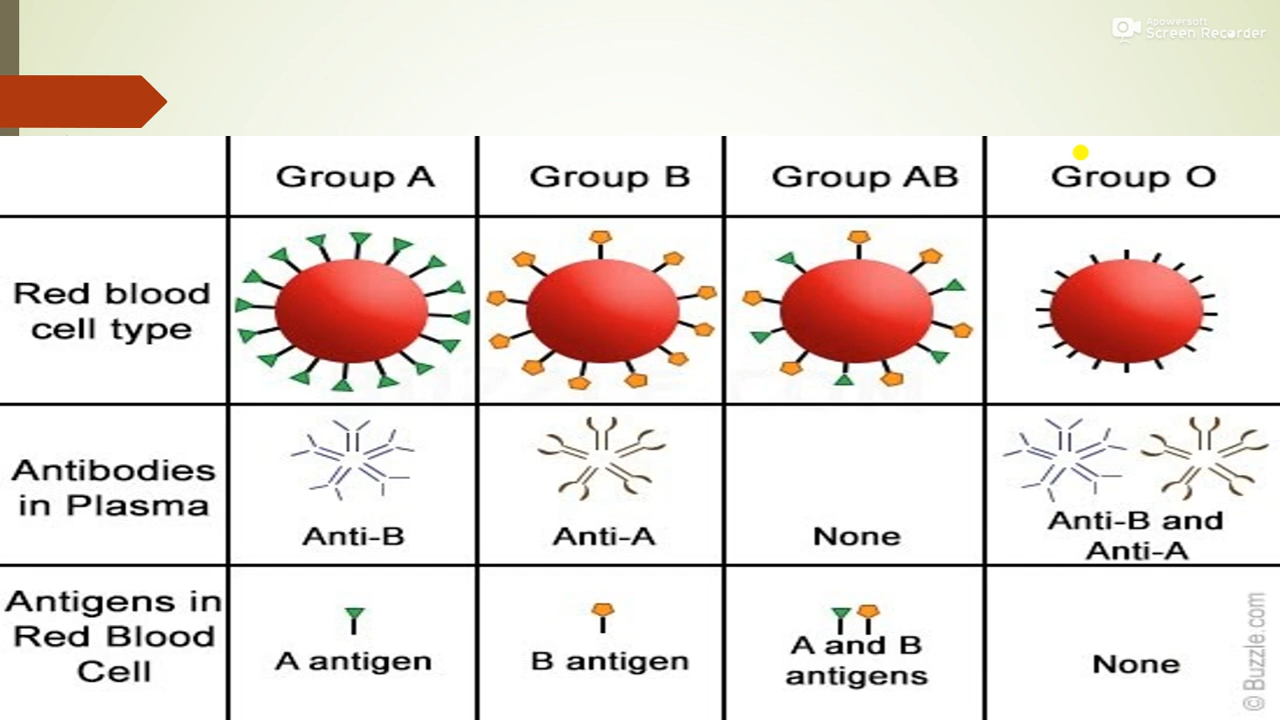 Apowersoft
Screen Recorder
Group A
Group B
Group AB
Group O
Red blood
cell type
Antibodies
in Plasma
Anti-B
Anti-A
None
Anti-B and
Anti-A
Antigens in
Red Blood
Cell
A antigen
B antigen
A and B
antigens
None
© Buzzle.com